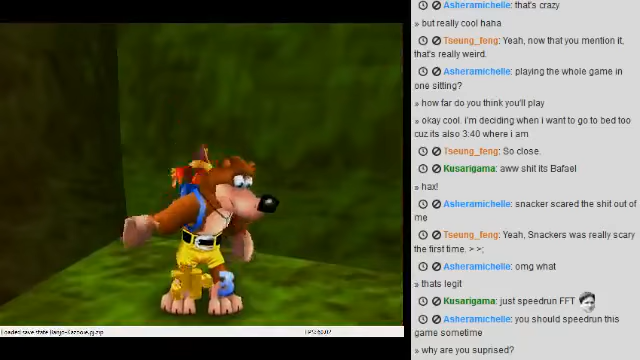 Asheramichelle: that's crazy
» but really cool haha
Tseung_feng: Yeah, now that you mention it,
that's really weird.
Asheramichelle: playing the whole game in
one sitting?
» how far do you think you'll play
» okay cool. i'm deciding when i want to go to bed too
cuz its also 3:40 where i am
Tseung_feng: So close.
Kusarigama: aww shit its Bafael
» hax!
Asheramichelle: snacker scared the shit out of
me
Tseung_feng: Yeah, Snackers was really scary
the first time. > >;
Asheramichelle: omg what
» thats legit
Kusarigama: just speedrun FFT
Asheramichelle: you should speedrun this
game sometime
» why are you suprised?
3
Loaded save state